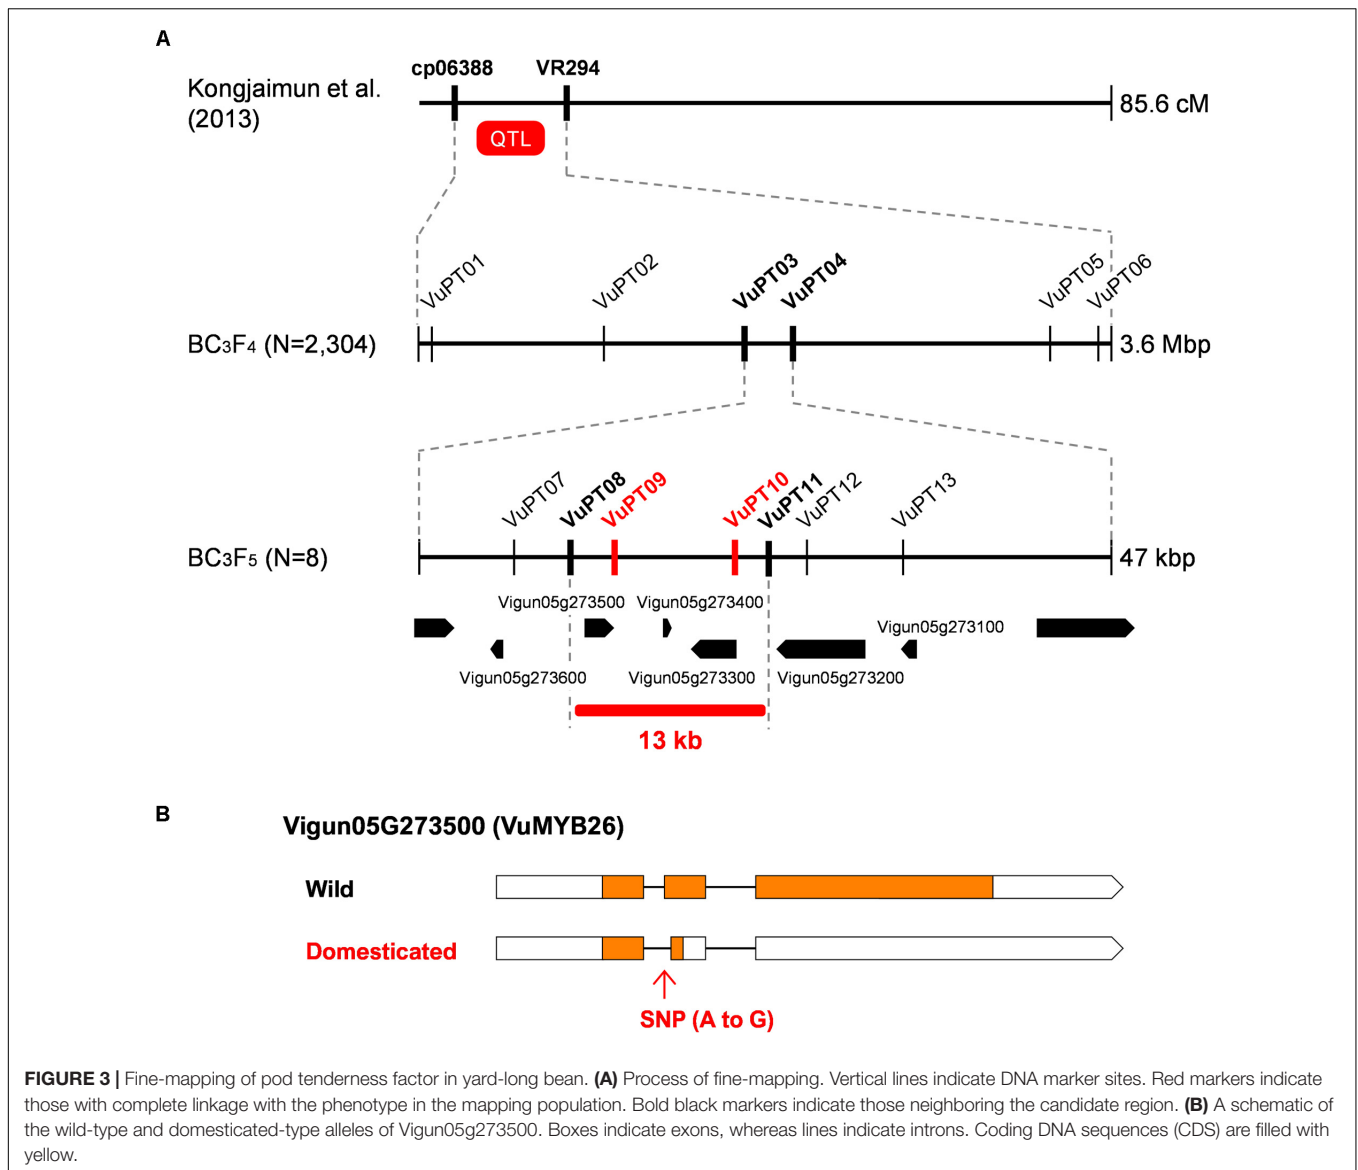 A
cp06388 VR294
Kongjaimun et al.
(2013)
85.6 cM
QTL
VuPT01 VuPT02 VuPT03 VuPT04 VuPT05 VuPT06
BC3F4 (N=2,304)
3.6 Mbp
VuPT07 VuPT08 VuPT09 VuPT10 VuPT11 VuPT12 VuPT13
BC3F5 (N=8)
47 kbp
Vigun05g273500 Vigun05g273400
Vigun05g273100
Vigun05g273600 Vigun05g273300 Vigun05g273200
13 kb
B
Vigun05G273500 (VuMYB26)
Wild
Domesticated
SNP (A to G)
FIGURE 3 | Fine-mapping of pod tenderness factor in yard-long bean. (A) Process of fine-mapping. Vertical lines indicate DNA marker sites. Red markers indicate
those with complete linkage with the phenotype in the mapping population. Bold black markers indicate those neighboring the candidate region. (B) A schematic of
the wild-type and domesticated-type alleles of Vigun05g273500. Boxes indicate exons, whereas lines indicate introns. Coding DNA sequences (CDS) are filled with
yellow.